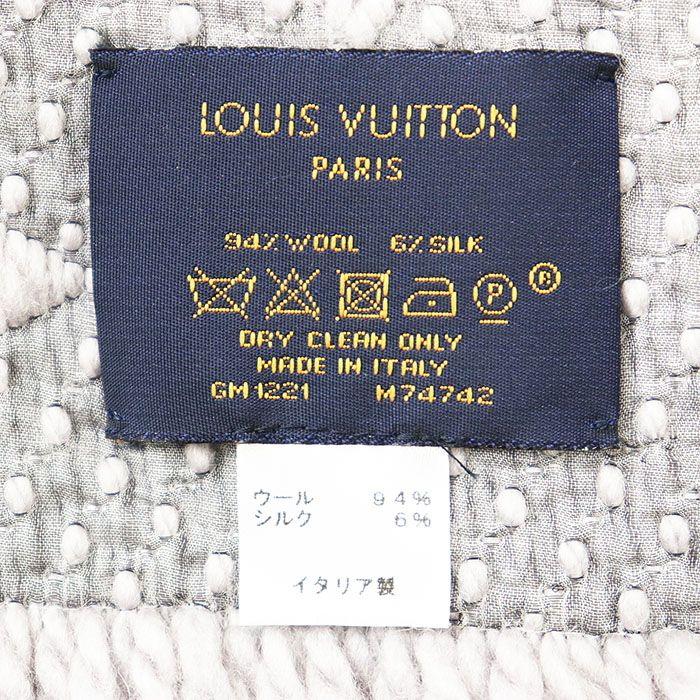 LOUIS VUITTON
PARIS
94% WOOL 6% SILK
P ®
DRY CLEAN ONLY
MADE IN ITALY
GM1221 M74742
ウール 94%
シルク 6%
イタリア製